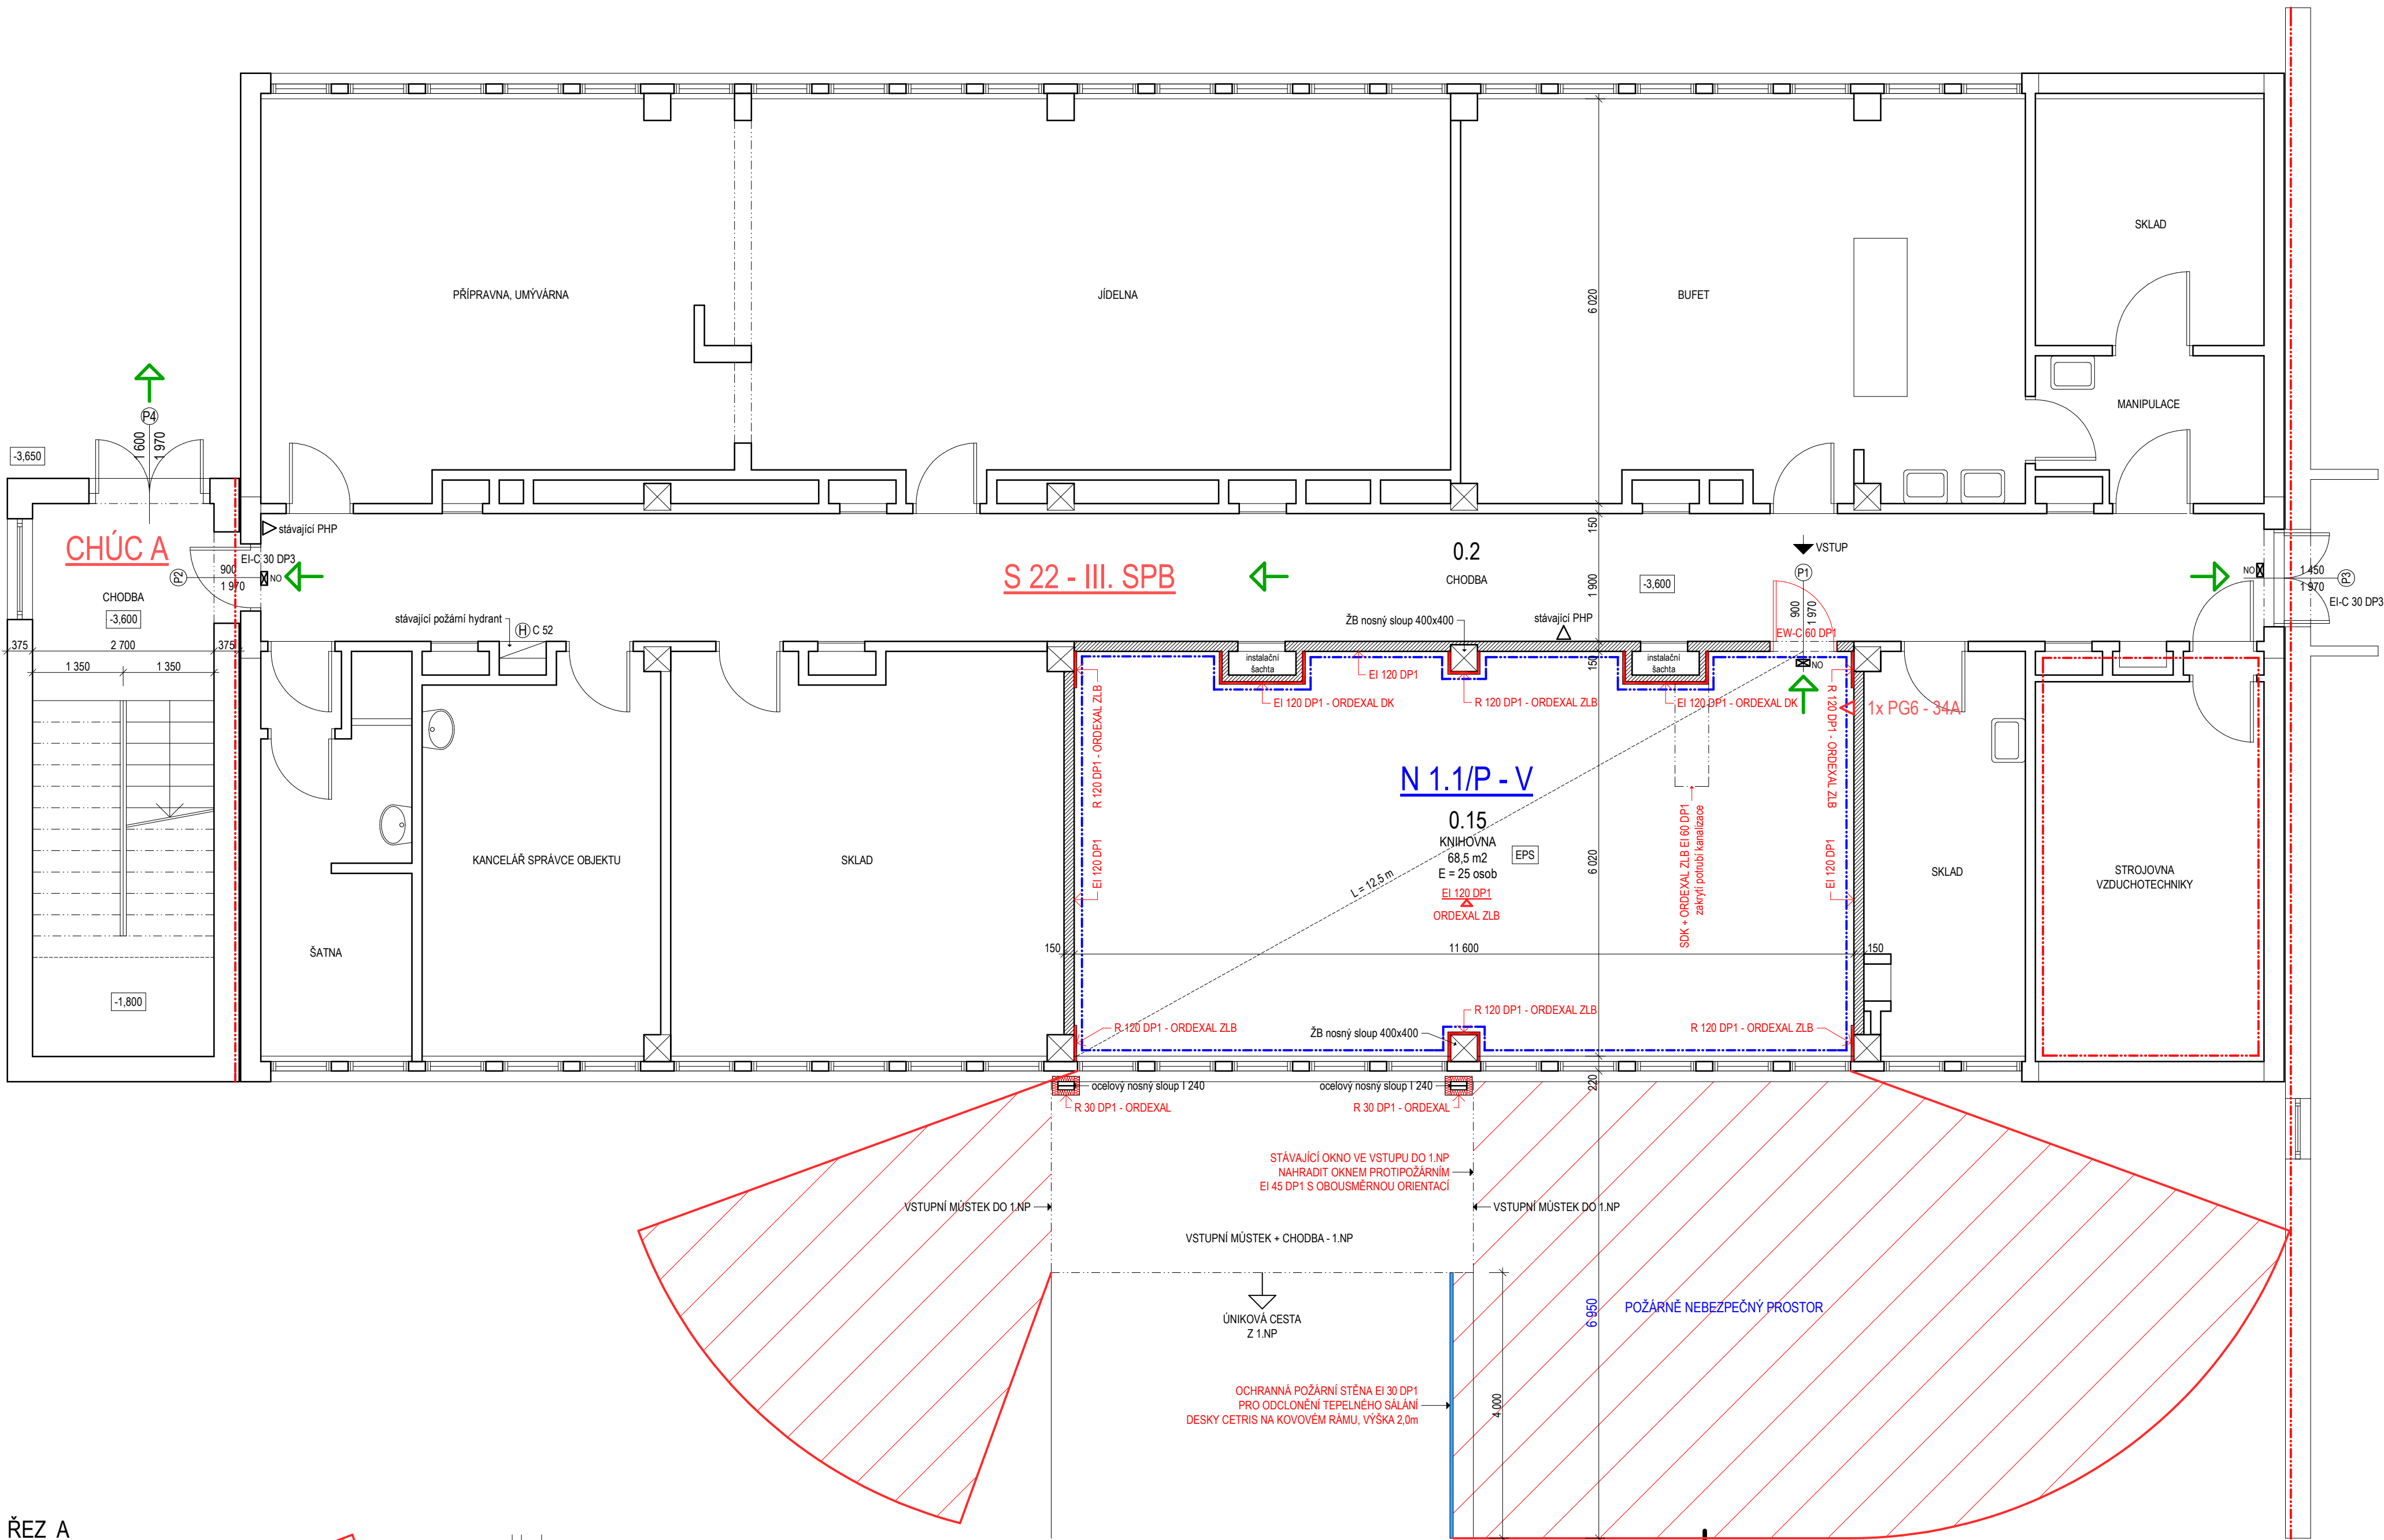 SKLAD
PŘÍPRAVNA, UMÝVÁRNA
JÍDELNA
6 020
BUFET
MANIPULACE
P4
1 600
1 970
-3,650
CHÚC A
stávající PHP
EI-C 30 DP3
P2
900
1 970
NO
CHODBA
-3,600
S 22 - III. SPB
0.2
CHODBA
150
1 900
-3,600
VSTUP
P1
900
1 970
NO
1 450
1 970
P3
EI-C 30 DP3
stávající požární hydrant
H
C 52
ŽB nosný sloup 400x400
stávající PHP
EW-C 60 DP1
375
2 700
375
1 350
1 350
instalační
šachta
EI 120 DP1
instalační
šachta
150
NO
EI 120 DP1 - ORDEXAL DK
R 120 DP1 - ORDEXAL ZLB
EI 120 DP1 - ORDEXAL DK
R 120 DP1 - ORDEXAL ZLB
R 120 DP1 - ORDEXAL ZLB
1x PG6 - 34A
N 1.1/P - V
0.15
KNIHOVNA
68,5 m2
E = 25 osob
EPS
EI 120 DP1
ORDEXAL ZLB
L = 12,5 m
EI 120 DP1
SDK + ORDEXAL ZLB EI 60 DP1
zakrytí potrubí kanalizace
6 020
EI 120 DP1
KANCELÁŘ SPRÁVCE OBJEKTU
SKLAD
SKLAD
STROJOVNA
VZDUCHOTECHNIKY
ŠATNA
150
11 600
150
-1,800
R 120 DP1 - ORDEXAL ZLB
ŽB nosný sloup 400x400
R 120 DP1 - ORDEXAL ZLB
R 120 DP1 - ORDEXAL ZLB
ocelový nosný sloup I 240
R 30 DP1 - ORDEXAL
ocelový nosný sloup I 240
R 30 DP1 - ORDEXAL
220
STÁVAJÍCÍ OKNO VE VSTUPU DO 1.NP
NAHRADIT OKNEM PROTIPOŽÁRNÍM
EI 45 DP1 S OBOUSMĚRNOU ORIENTACÍ
VSTUPNÍ MŮSTEK DO 1.NP
VSTUPNÍ MŮSTEK DO 1.NP
VSTUPNÍ MŮSTEK + CHODBA - 1.NP
ÚNIKOVÁ CESTA
Z 1.NP
6 950
POŽÁRNĚ NEBEZPEČNÝ PROSTOR
OCHRANNÁ POŽÁRNÍ STĚNA EI 30 DP1
PRO ODCLONĚNÍ TEPELNÉHO SÁLÁNÍ
DESKY CETRIS NA KOVOVÉM RÁMU, VÝŠKA 2,0m
4 000
ŘEZ A